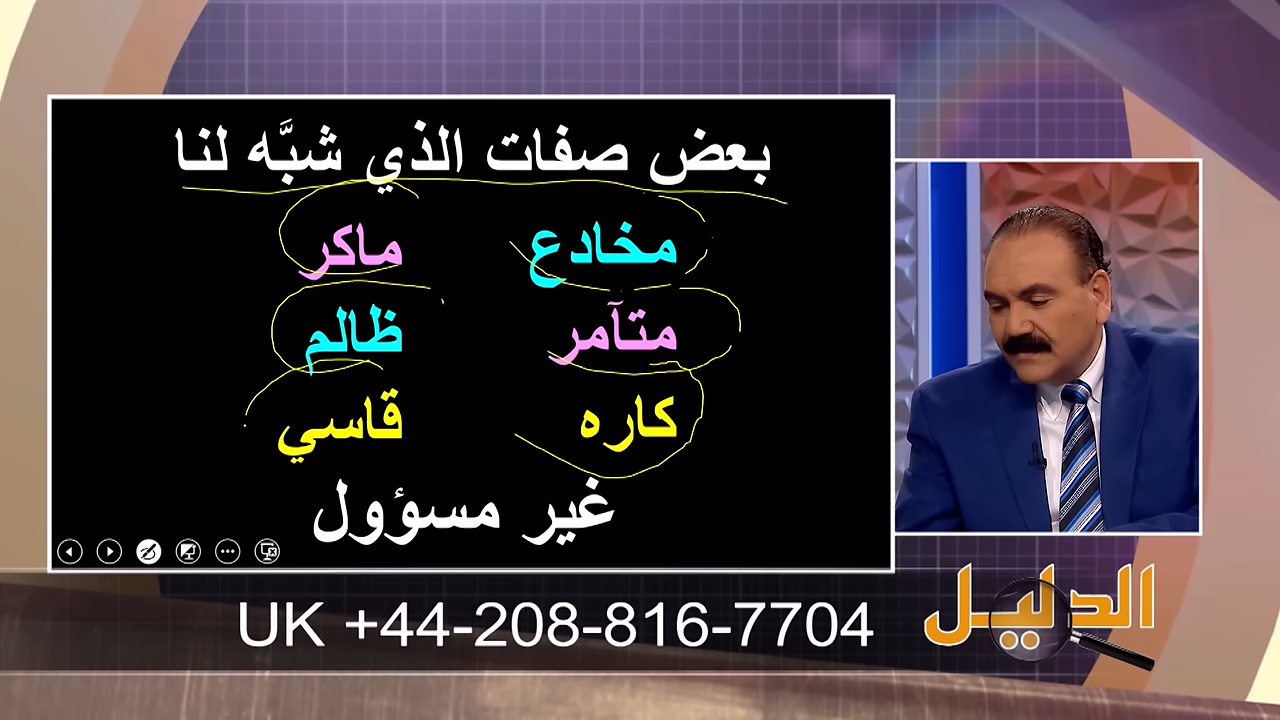 بعض صفات الذي شبَّه لنا
مخادع ماكر
متآمر ظالم
كاره قاسي
غير مسؤول
UK +44-208-816-7704
الدليل